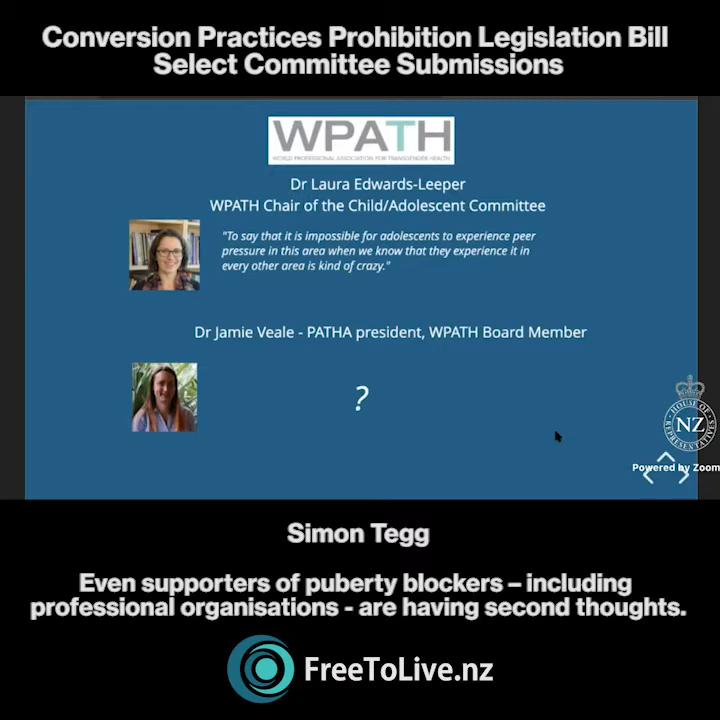 Conversion Practices Prohibition Legislation Bill
Select Committee Submissions
WPATH
WORLD PROFESSIONAL ASSOCIATION FOR TRANSGENDER HEALTH
Dr Laura Edwards-Leeper
WPATH Chair of the Child/Adolescent Committee
"To say that it is impossible for adolescents to experience peer
pressure in this area when we know that they experience it in
every other area is kind of crazy."
Dr Jamie Veale - PATHA president, WPATH Board Member
?
HOUSE OF
NZ
REPRESENTATIVES
Powered by Zoom
Simon Tegg
Even supporters of puberty blockers – including
professional organisations - are having second thoughts.
FreeToLive.nz